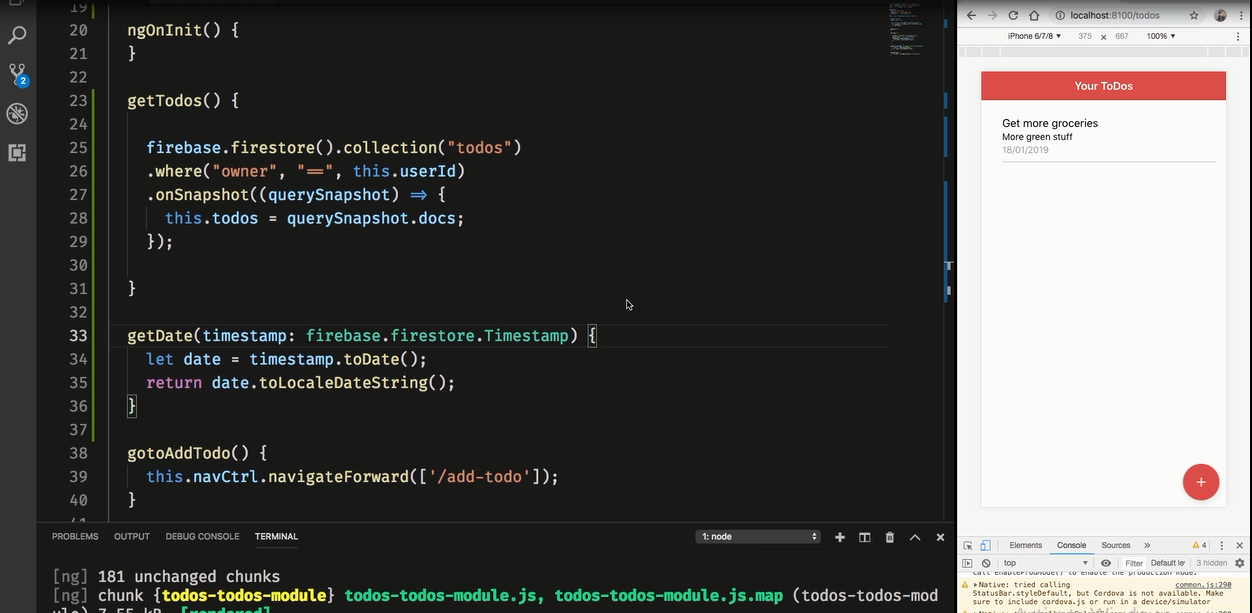 19
20 ngOnInit() {
21 }
22
23 getTodos() {
24
25 firebase.firestore().collection("todos")
26 .where("owner", "==", this.userId)
27 .onSnapshot((querySnapshot) => {
28 this.todos = querySnapshot.docs;
29 });
30
31 }
32
33 getDate(timestamp: firebase.firestore.Timestamp) {
34 let date = timestamp.toDate();
35 return date.toLocaleDateString();
36 }
37
38 gotoAddTodo() {
39 this.navCtrl.navigateForward(['/add-todo']);
40 }
2
PROBLEMS OUTPUT DEBUG CONSOLE TERMINAL 1: node
[ng] 181 unchanged chunks
[ng] chunk {todos-todos-module} todos-todos-module.js, todos-todos-module.js.map (todos-todos-mod
ule) 7.55 kB [rendered]
localhost:8100/todos
iPhone 6/7/8 375 x 667 100%
Your ToDos
Get more groceries
More green stuff
18/01/2019
+
Elements Console Sources » 4
top Filter Default le 3 hidden
Call enableProdMode() to enable the production mode.
Native: tried calling common.js:290
StatusBar.styleDefault, but Cordova is not available. Make
sure to include cordova.js or run in a device/simulator